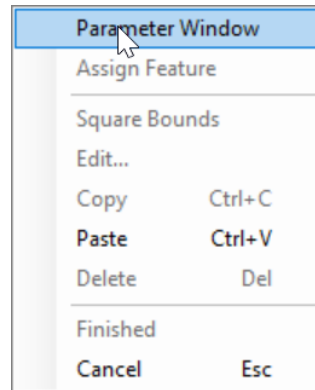 Parameter Window
Assign Feature
Square Bounds
Edit...
Copy Ctrl+C
Paste Ctrl+V
Delete Del
Finished
Cancel Esc